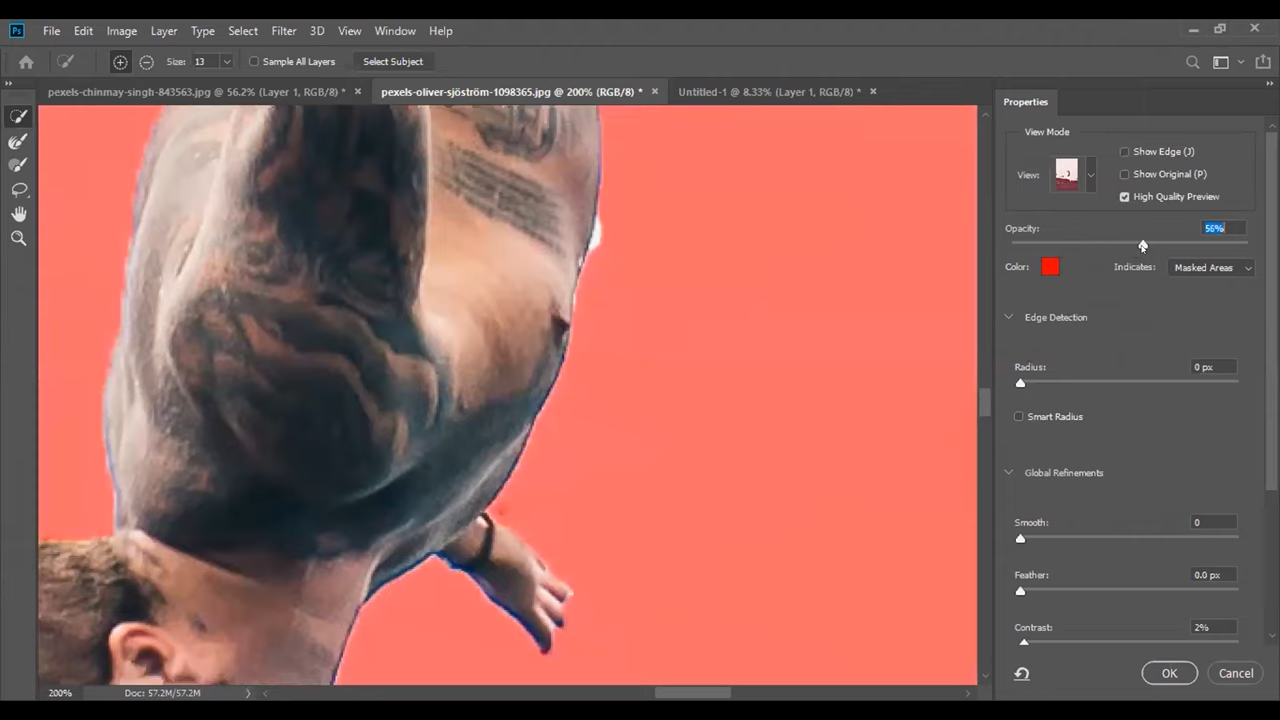 Ps File Edit Image Layer Type Select Filter 3D View Window Help
Size: 13 Sample All Layers Select Subject
pexels-chinmay-singh-843563.jpg @ 56.2% (Layer 1, RGB/8) * × pexels-oliver-sjöström-1098365.jpg @ 200% (RGB/8) * × Untitled-1 @ 8.33% (Layer 1, RGB/8) * ×
Properties
View Mode
Show Edge (J)
View: Show Original (P)
High Quality Preview
Opacity: 56%
Color: Indicates: Masked Areas
Edge Detection
Radius: 0 px
Smart Radius
Global Refinements
Smooth: 0
Feather: 0.0 px
Contrast: 2%
OK Cancel
200% Doc: 57.2M/57.2M